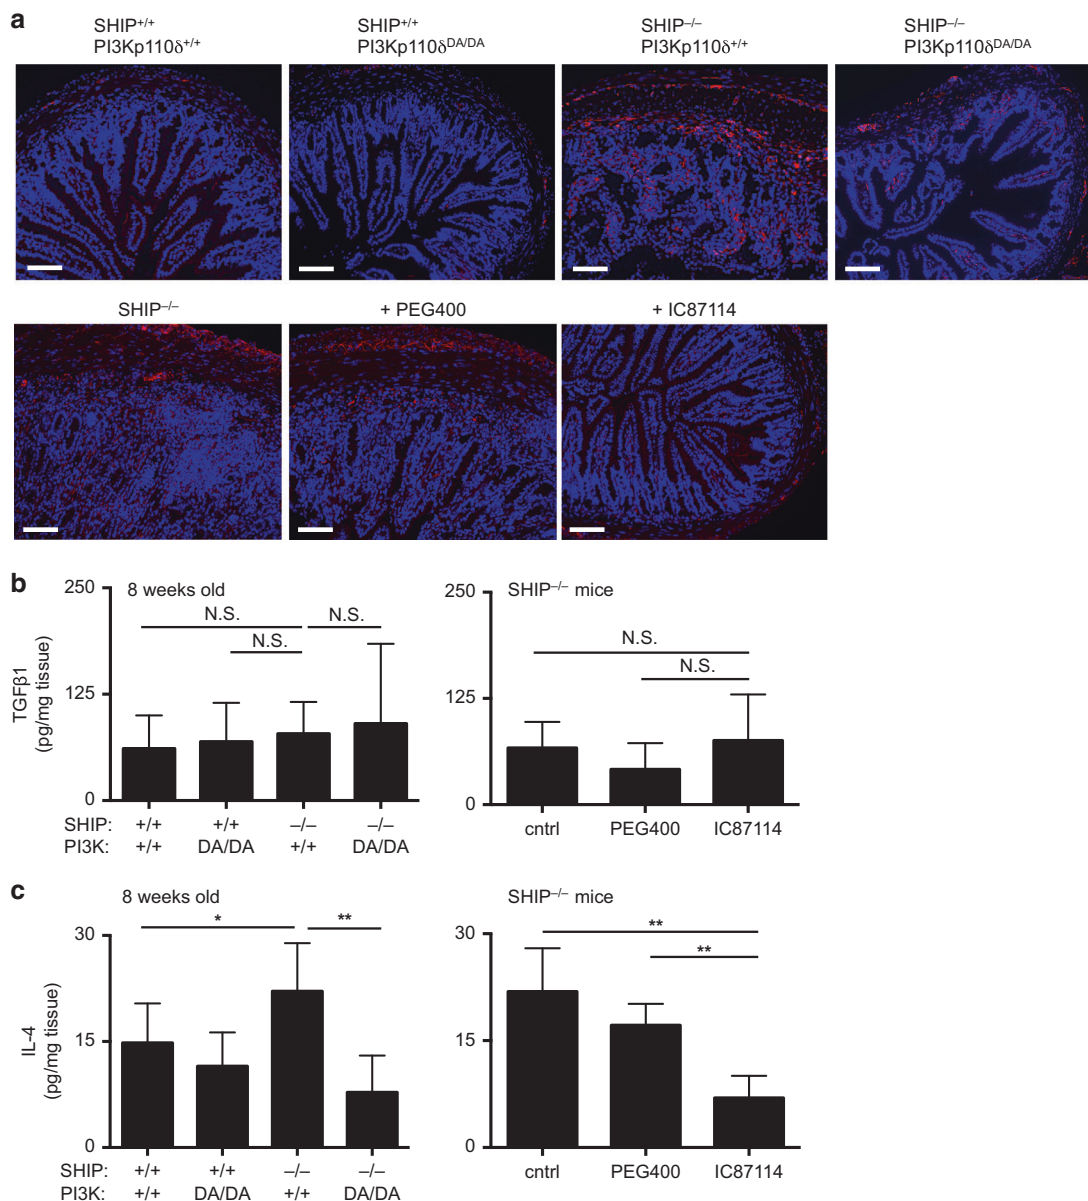 a
SHIP+/+ PI3Kp110δ+/+
SHIP+/+ PI3Kp110δDA/DA
SHIP–/– PI3Kp110δ+/+
SHIP–/– PI3Kp110δDA/DA
SHIP–/–
+ PEG400
+ IC87114
b
8 weeks old
TGFβ1 (pg/mg tissue)
250
125
0
N.S.
N.S.
N.S.
SHIP: +/+ +/+ –/– –/–
PI3K: +/+ DA/DA +/+ DA/DA
SHIP–/– mice
250
125
0
N.S.
N.S.
cntrl PEG400 IC87114
c
8 weeks old
IL-4 (pg/mg tissue)
30
15
0
*
**
SHIP: +/+ +/+ –/– –/–
PI3K: +/+ DA/DA +/+ DA/DA
SHIP–/– mice
30
15
0
**
**
cntrl PEG400 IC87114